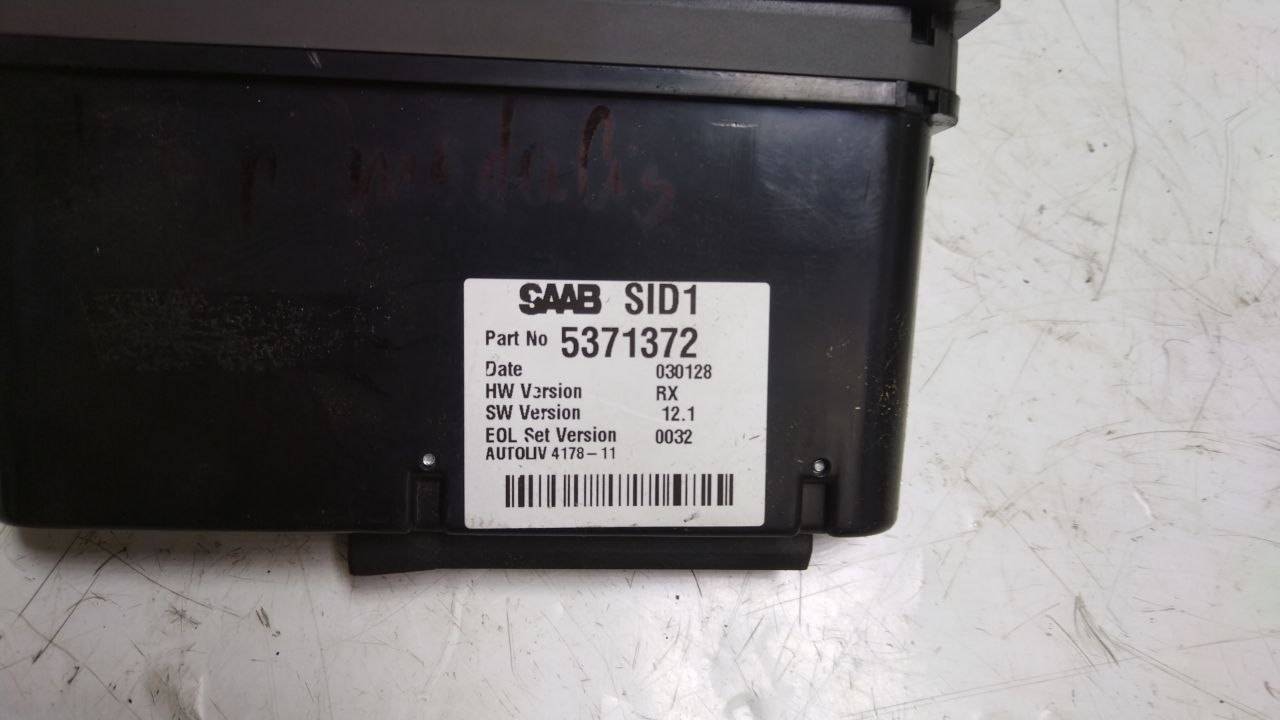 SAAB SID1
Part No 5371372
Date 030128
HW Version RX
SW Version 12.1
EOL Set Version 0032
AUTOLIV 4178-11